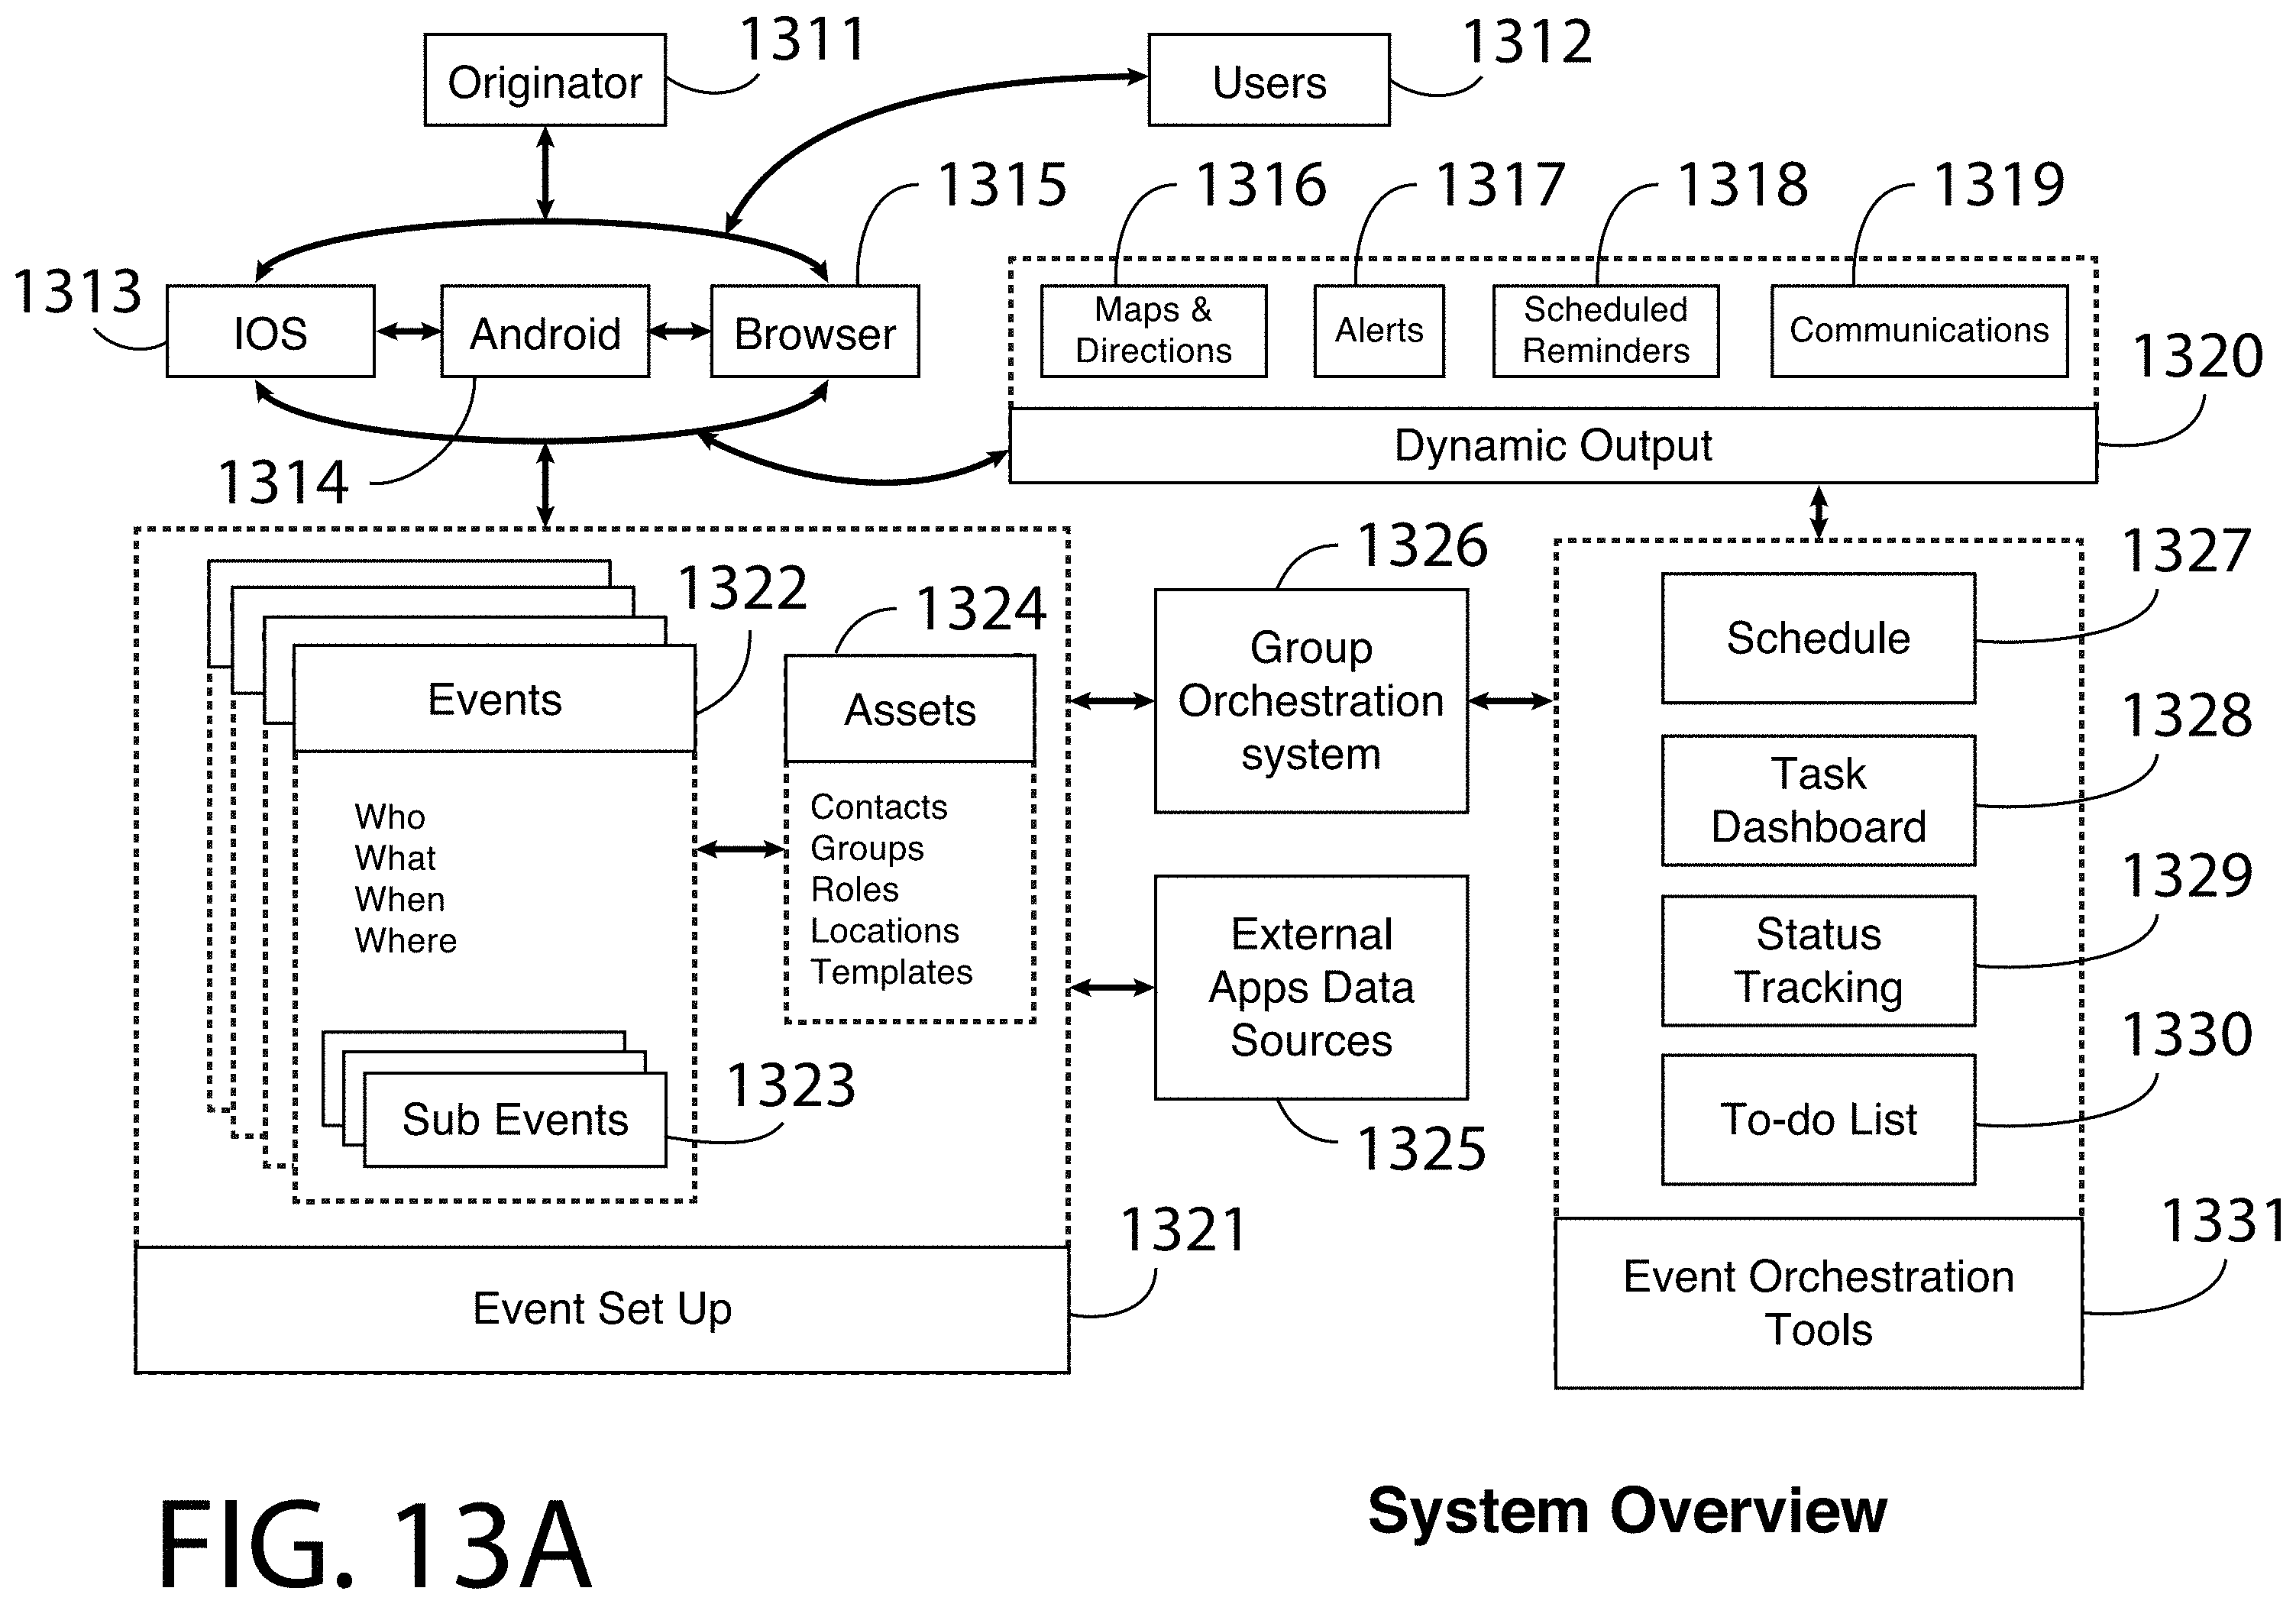 1311
Originator
1312
Users
1315
1316
1317
1318
1319
1313
IOS
Android
Browser
Maps &
Directions
Alerts
Scheduled
Reminders
Communications
1320
Dynamic Output
1314
1322
Events
1324
Assets
Who
What
When
Where
Contacts
Groups
Roles
Locations
Templates
1323
Sub Events
1321
Event Set Up
1326
Group
Orchestration
system
External
Apps Data
Sources
1325
1327
Schedule
1328
Task
Dashboard
1329
Status
Tracking
1330
To-do List
1331
Event Orchestration
Tools
FIG. 13A
System Overview